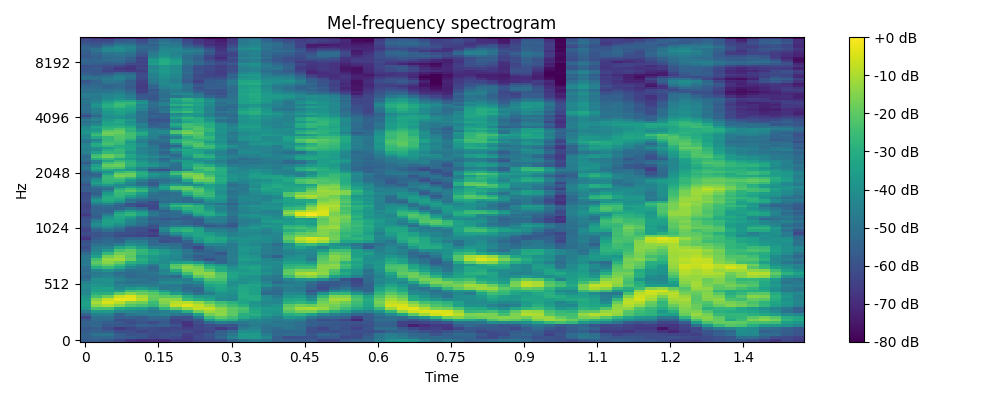 Mel-frequency spectrogram
8192
4096
2048
1024
512
0
Hz
0 0.15 0.3 0.45 0.6 0.75 0.9 1.1 1.2 1.4
Time
+0 dB
-10 dB
-20 dB
-30 dB
-40 dB
-50 dB
-60 dB
-70 dB
-80 dB